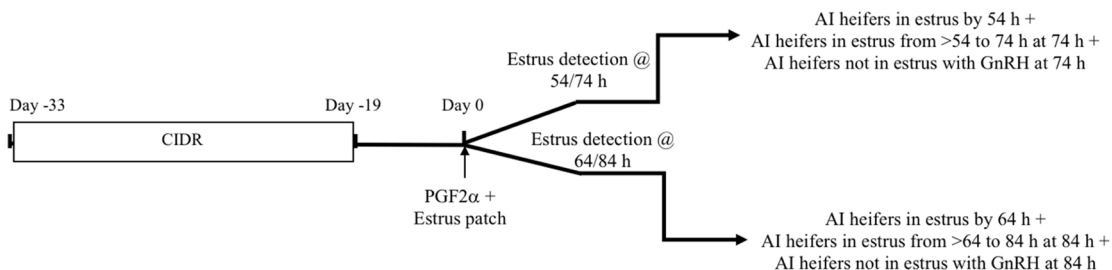 Day -33
Day -19
CIDR
Day 0
PGF2α +
Estrus patch
Estrus detection @
54/74 h
AI heifers in estrus by 54 h +
AI heifers in estrus from >54 to 74 h at 74 h +
AI heifers not in estrus with GnRH at 74 h
Estrus detection @
64/84 h
AI heifers in estrus by 64 h +
AI heifers in estrus from >64 to 84 h at 84 h +
AI heifers not in estrus with GnRH at 84 h